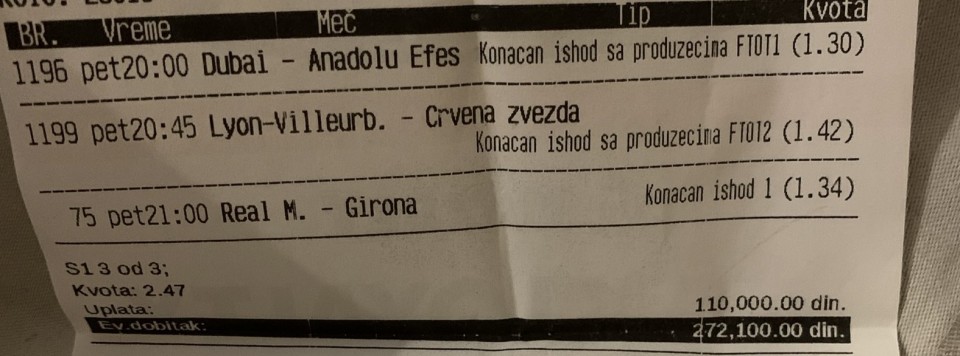 BR. Vreme Meč Tip Kvota
1196 pet20:00 Dubai - Anadolu Efes Konacan ishod sa produzecima FTOT1 (1.30)
1199 pet20:45 Lyon-Villeurb. - Crvena zvezda
Konacan ishod sa produzecima FTOT2 (1.42)
75 pet21:00 Real M. - Girona Konacan ishod 1 (1.34)
S1 3 od 3;
Kvota: 2.47
Uplata: 110,000.00 din.
Ev.dobitak: 272,100.00 din.